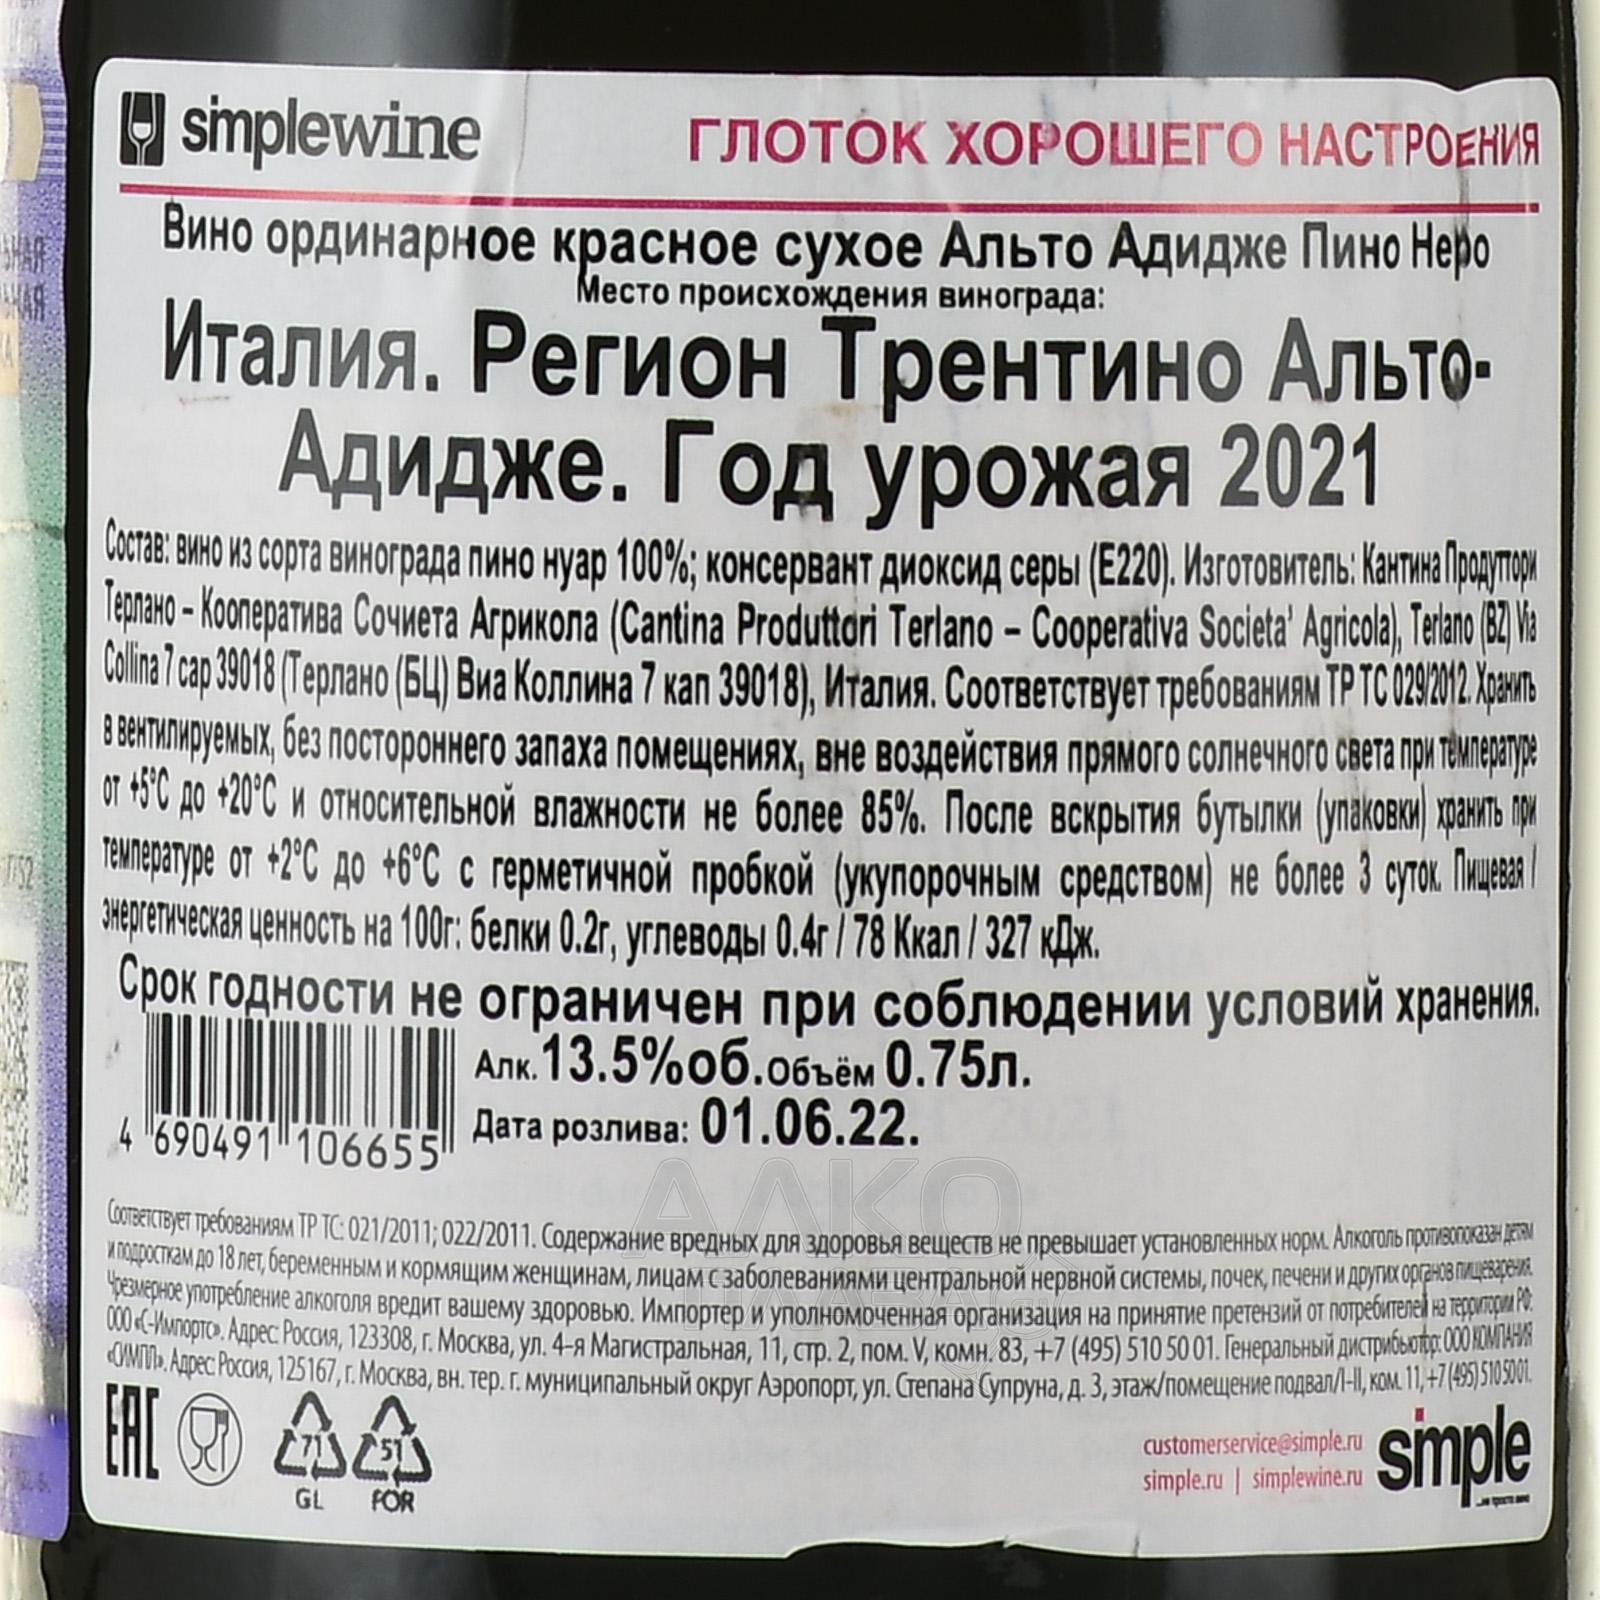 simplewine
ГЛОТОК ХОРОШЕГО НАСТРОЕНИЯ
Вино ординарное красное сухое Альто Адидже Пино Неро
Место происхождения винограда:
Италия. Регион Трентино Альто-
Адидже. Год урожая 2021
Состав: вино из сорта винограда пино нуар 100%; консервант диоксид серы (Е220). Изготовитель: Кантина Продуттори
Терлано – Кооператива Сочиета Агрикола (Cantina Produttori Terlano – Cooperativa Societa' Agricola), Terlano (BZ) Via
Collina 7 cap 39018 (Терлано (БЦ) Виа Коллина 7 кап 39018), Италия. Соответствует требованиям ТР ТС 029/2012. Хранить
в вентилируемых, без постороннего запаха помещениях, вне воздействия прямого солнечного света при температуре
от +5°С до +20°С и относительной влажности не более 85%. После вскрытия бутылки (упаковки) хранить при
температуре от +2°С до +6°С с герметичной пробкой (укупорочным средством) не более 3 суток. Пищевая /
энергетическая ценность на 100г: белки 0.2г, углеводы 0.4г / 78 Ккал / 327 кДж.
Срок годности не ограничен при соблюдении условий хранения.
Алк. 13.5%об. Объём 0.75л.
Дата розлива: 01.06.22.
4 690491 106655
АЛКО
ПЛАЗА
Соответствует требованиям ТР ТС: 021/2011; 022/2011. Содержание вредных для здоровья веществ не превышает установленных норм. Алкоголь противопоказан детям
и подросткам до 18 лет, беременным и кормящим женщинам, лицам с заболеваниями центральной нервной системы, почек, печени и других органов пищеварения.
Чрезмерное употребление алкоголя вредит вашему здоровью. Импортер и уполномоченная организация на принятие претензий от потребителей на территории РФ:
ООО «С-Импортс». Адрес: Россия, 123308, г. Москва, ул. 4-я Магистральная, 11, стр. 2, пом. V, комн. 83, +7 (495) 510 50 01. Генеральный дистрибьютор: ООО КОМПАНИЯ
«СИМПЛ». Адрес: Россия, 125167, г. Москва, вн. тер. г. муниципальный округ Аэропорт, ул. Степана Супруна, д. 3, этаж/помещение подвал/I-II, ком. 11, +7 (495) 510 50 01.
EAC
71
GL
51
FOR
customerservice@simple.ru
simple.ru | simplewine.ru
simple
...не просто вино